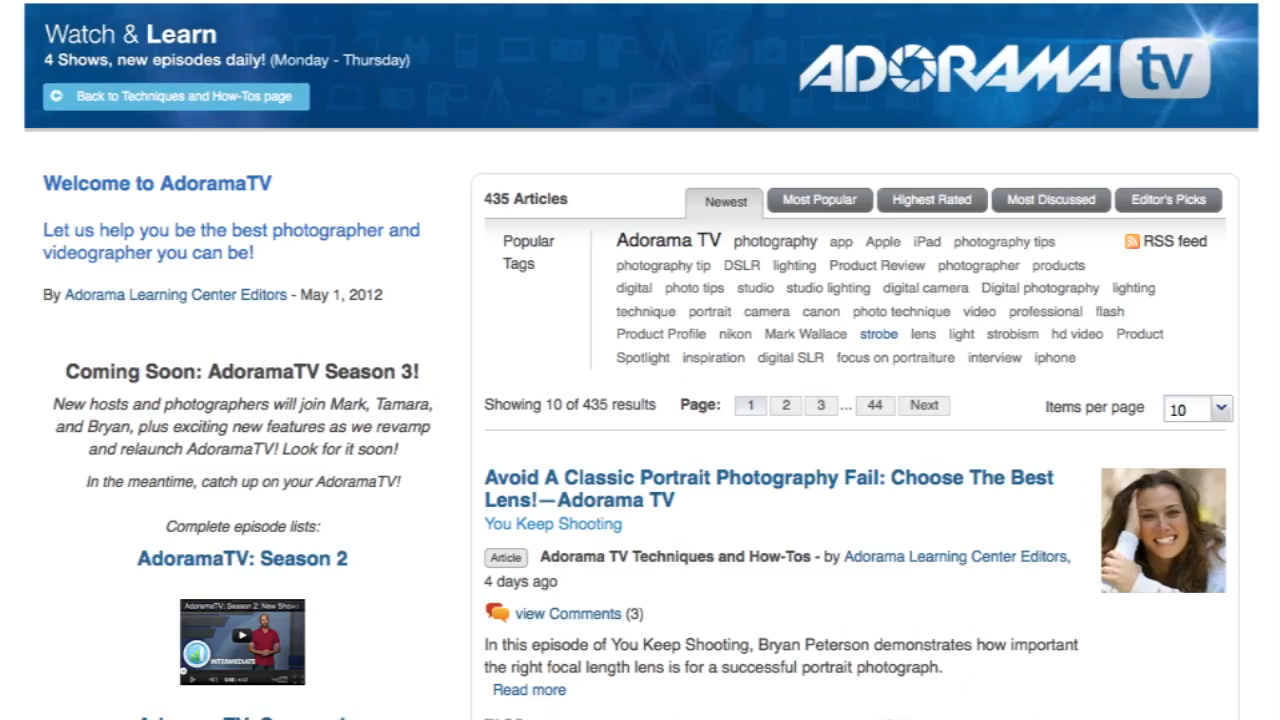 Watch & Learn
4 Shows, new episodes daily! (Monday - Thursday)
Back to Techniques and How-Tos page
ADORAMA tv
Welcome to AdoramaTV
Let us help you be the best photographer and
videographer you can be!
By Adorama Learning Center Editors - May 1, 2012
Coming Soon: AdoramaTV Season 3!
New hosts and photographers will join Mark, Tamara,
and Bryan, plus exciting new features as we revamp
and relaunch AdoramaTV! Look for it soon!
In the meantime, catch up on your AdoramaTV!
Complete episode lists:
AdoramaTV: Season 2
AdoramaTV: Season 2: New Shows
INTERMEDIATE
435 Articles
Newest
Most Popular
Highest Rated
Most Discussed
Editor's Picks
Popular
Tags
Adorama TV photography app Apple iPad photography tips
photography tip DSLR lighting Product Review photographer products
digital photo tips studio studio lighting digital camera Digital photography lighting
technique portrait camera canon photo technique video professional flash
Product Profile nikon Mark Wallace strobe lens light strobism hd video Product
Spotlight inspiration digital SLR focus on portraiture interview iphone
RSS feed
Showing 10 of 435 results Page: 1 2 3 ... 44 Next
Items per page 10
Avoid A Classic Portrait Photography Fail: Choose The Best
Lens!—Adorama TV
You Keep Shooting
Article Adorama TV Techniques and How-Tos - by Adorama Learning Center Editors,
4 days ago
view Comments (3)
In this episode of You Keep Shooting, Bryan Peterson demonstrates how important
the right focal length lens is for a successful portrait photograph.
Read more